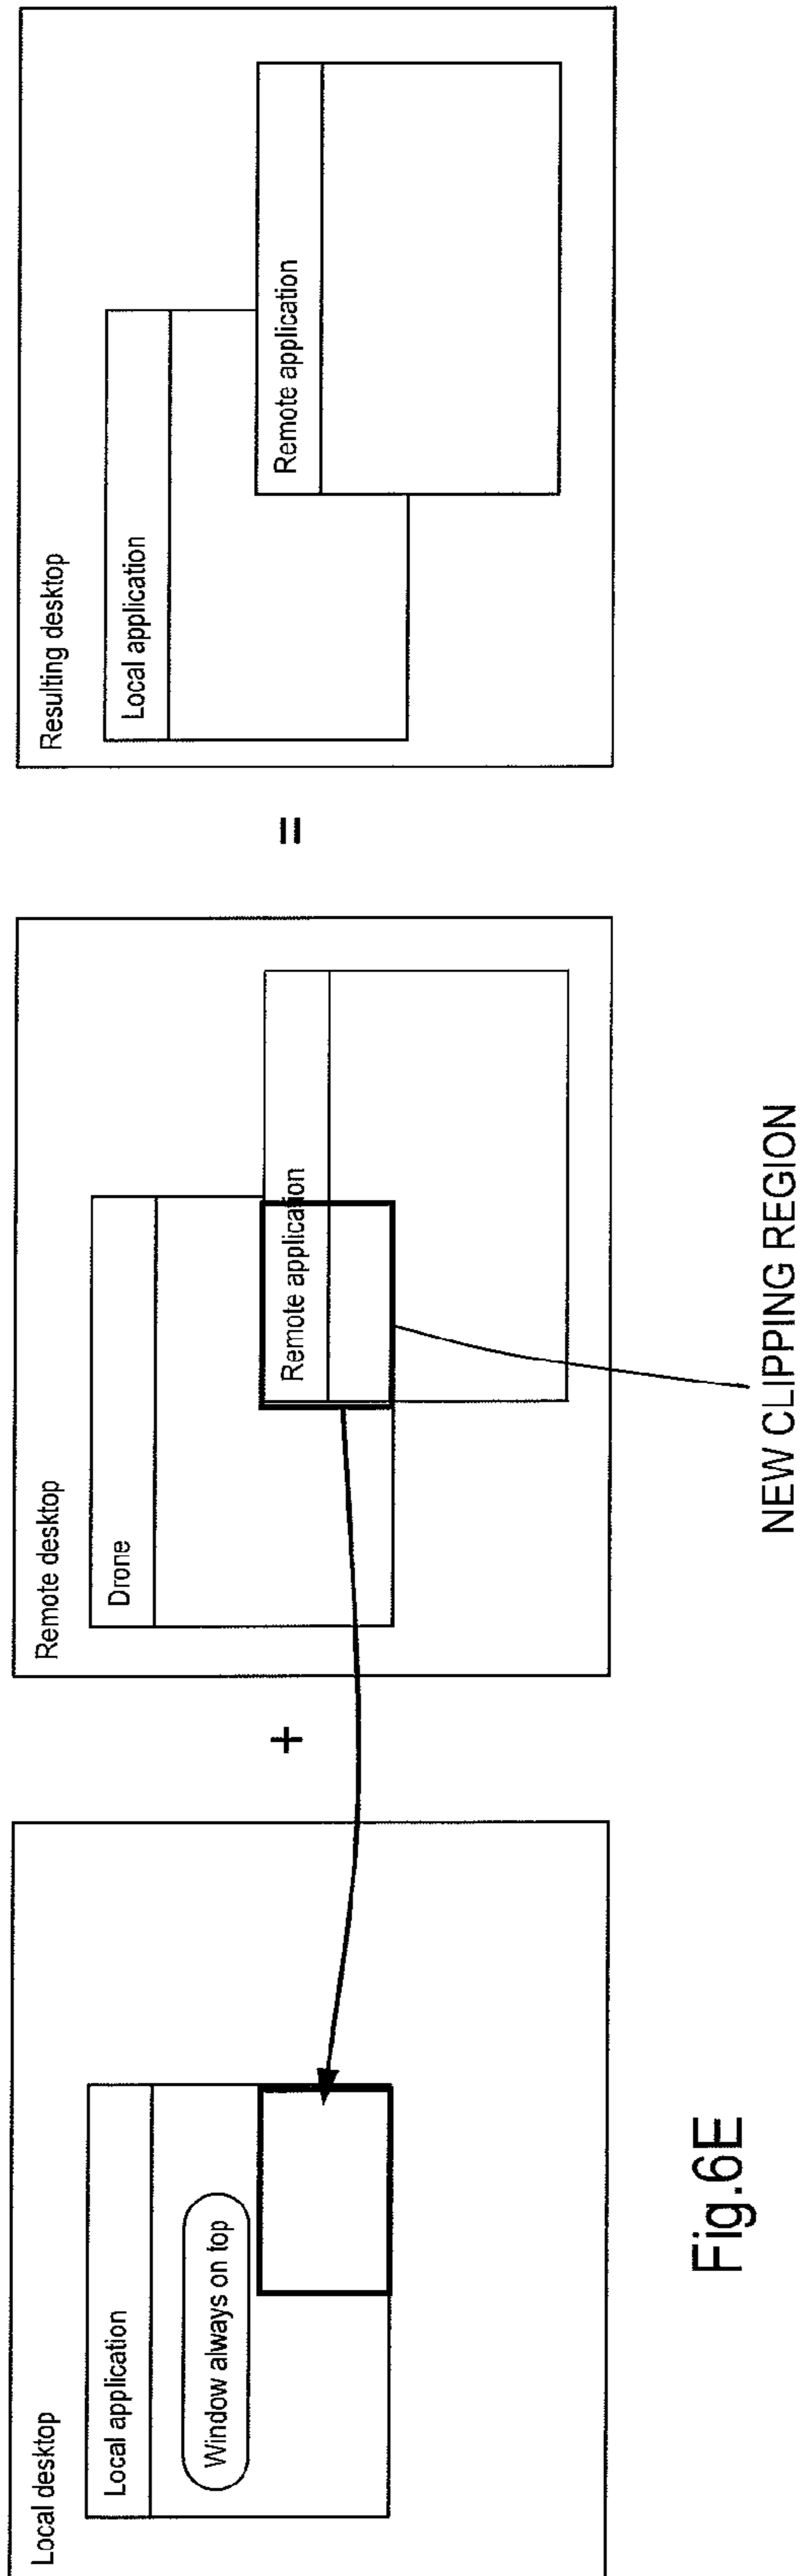 Local desktop
Local application
Window always on top
+
Remote desktop
Drone
Remote application
=
Resulting desktop
Local application
Remote application
NEW CLIPPING REGION
Fig.6E